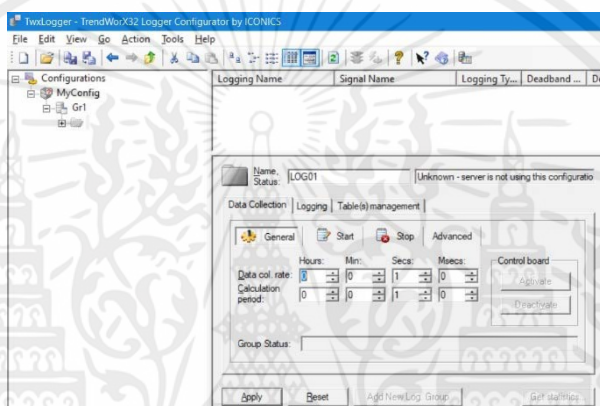 TwxLogger - TrendWorX32 Logger Configurator by ICONICS
File Edit View Go Action Tools Help
Configurations
MyConfig
Gr1
Logging Name Signal Name Logging Ty... Deadband ...
Name, LOG01 Unknown - server is not using this configuratio
Status:
Data Collection Logging Table(s) management
General Start Stop Advanced
Hours: Min: Secs: Msecs: Control board
Data col. rate: 0 0 1 0 Activate
Calculation period: 0 0 1 0 Deactivate
Group Status:
Apply Reset Add New Log. Group Get statistics